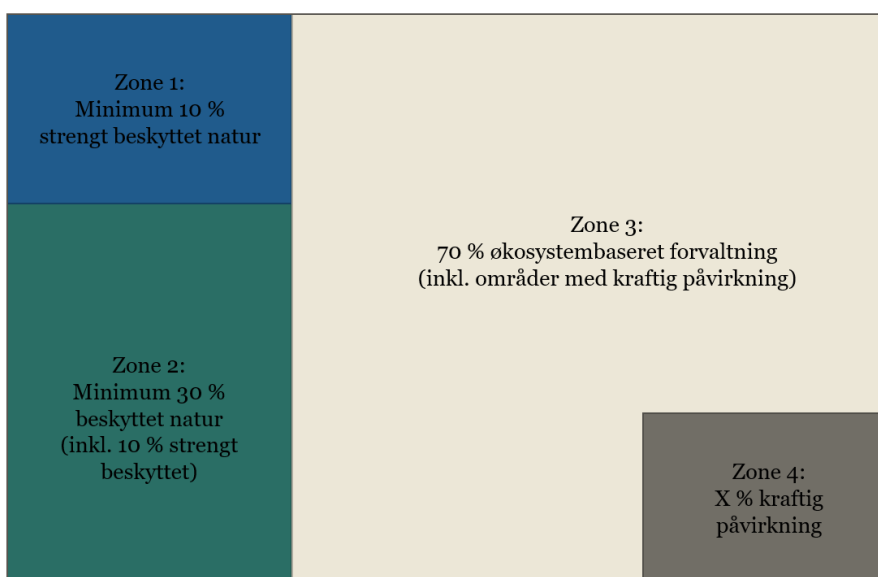 Zone 1:
Minimum 10 %
strengt beskyttet natur
Zone 2:
Minimum 30 %
beskyttet natur
(inkl. 10 % strengt
beskyttet)
Zone 3:
70 % økosystembaseret forvaltning
(inkl. områder med kraftig påvirkning)
Zone 4:
X % kraftig
påvirkning